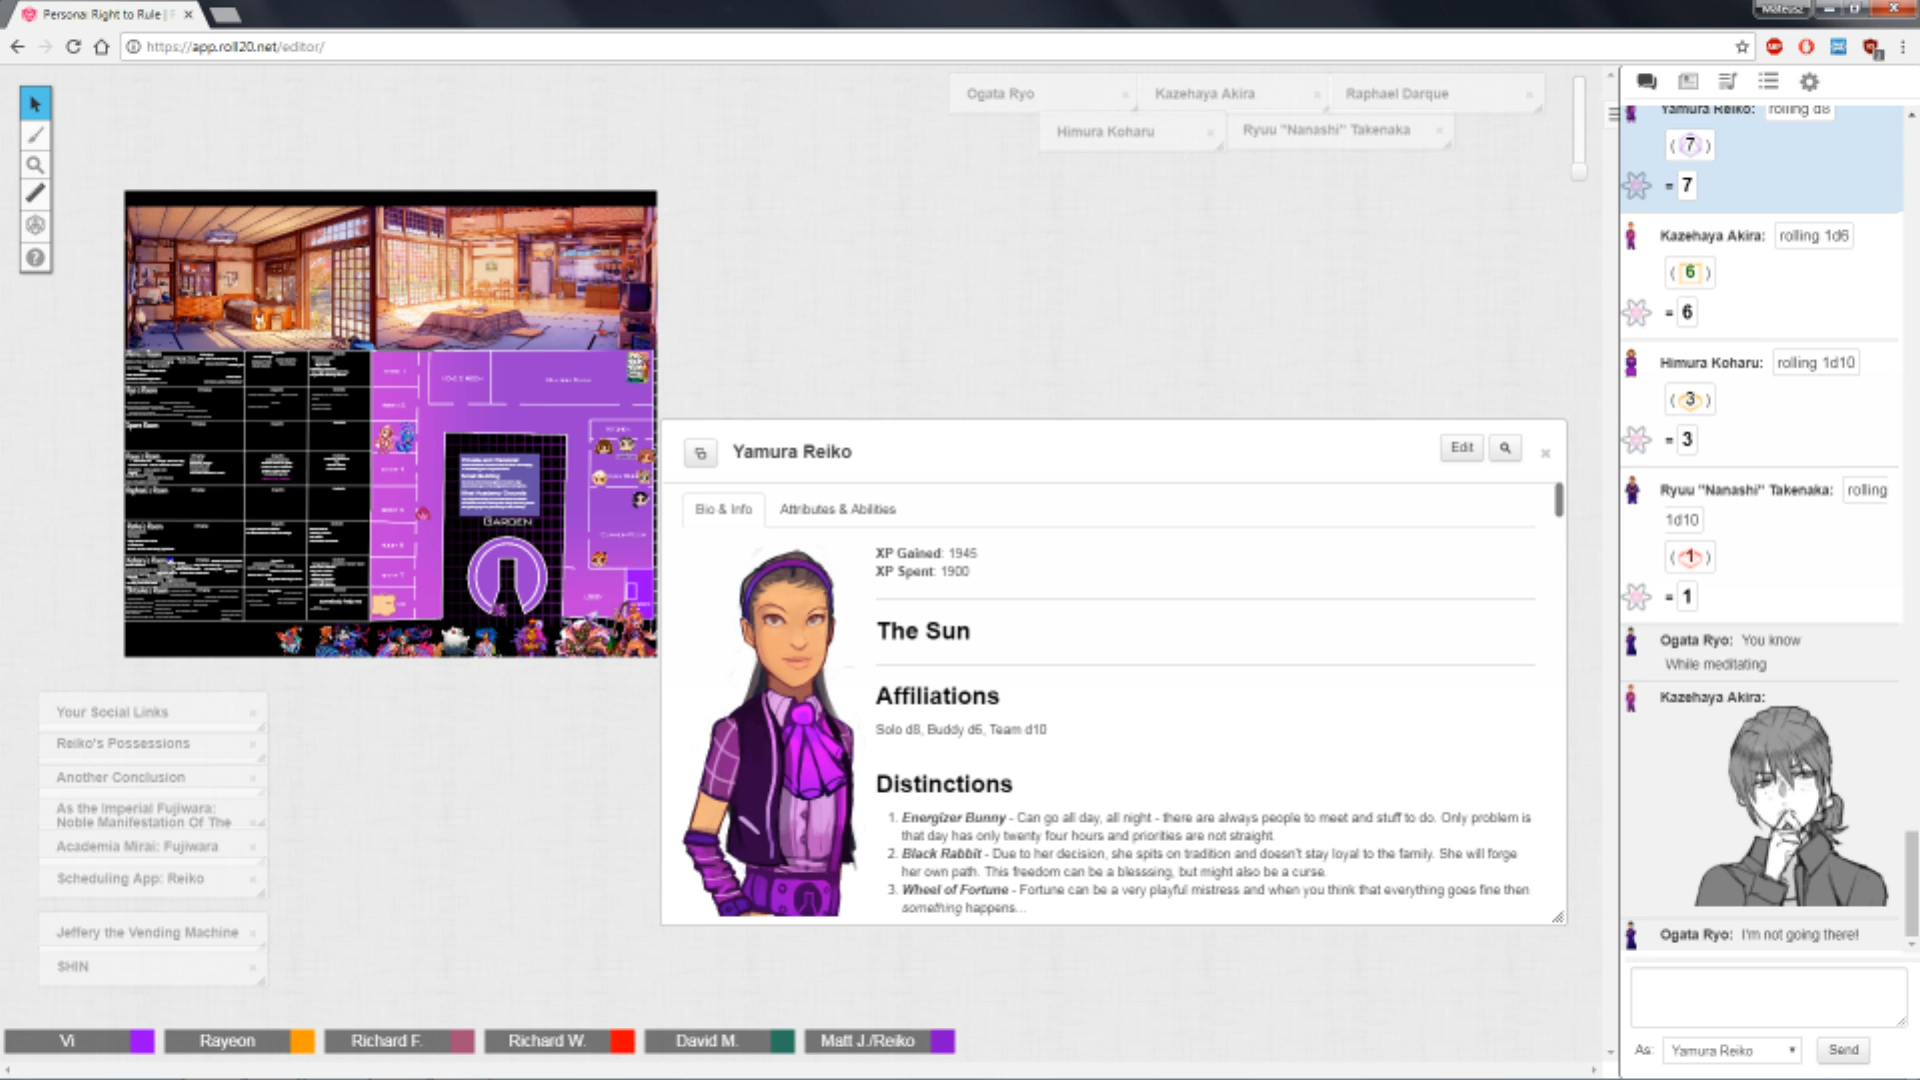 Persona: Right to Rule | F
Mateusz
https://app.roll20.net/editor/
Ogata Ryo
Kazehaya Akira
Raphael Darque
Himura Koharu
Ryuu "Nanashi" Takenaka
GARDEN
Your Social Links
Reiko's Possessions
Another Conclusion
As the Imperial Fujiwara:
Noble Manifestation Of The
Academia Mirai: Fujiwara
Scheduling App: Reiko
Jeffery the Vending Machine
SHIN
Yamura Reiko
Edit
Bio & Info
Attributes & Abilities
XP Gained: 1945
XP Spent: 1900
The Sun
Affiliations
Solo d8, Buddy d6, Team d10
Distinctions
1. Energizer Bunny - Can go all day, all night - there are always people to meet and stuff to do. Only problem is
that day has only twenty four hours and priorities are not straight.
2. Black Rabbit - Due to her decision, she spits on tradition and doesn't stay loyal to the family. She will forge
her own path. This freedom can be a blesssing, but might also be a curse.
3. Wheel of Fortune - Fortune can be a very playful mistress and when you think that everything goes fine then
something happens...
Yamura Reiko: rolling d8
(7)
= 7
Kazehaya Akira: rolling 1d6
(6)
= 6
Himura Koharu: rolling 1d10
(3)
= 3
Ryuu "Nanashi" Takenaka: rolling
1d10
(1)
= 1
Ogata Ryo: You know
While meditating
Kazehaya Akira:
Ogata Ryo: I'm not going there!
As: Yamura Reiko
Send
Vi
Rayeon
Richard F.
Richard W.
David M.
Matt J./Reiko